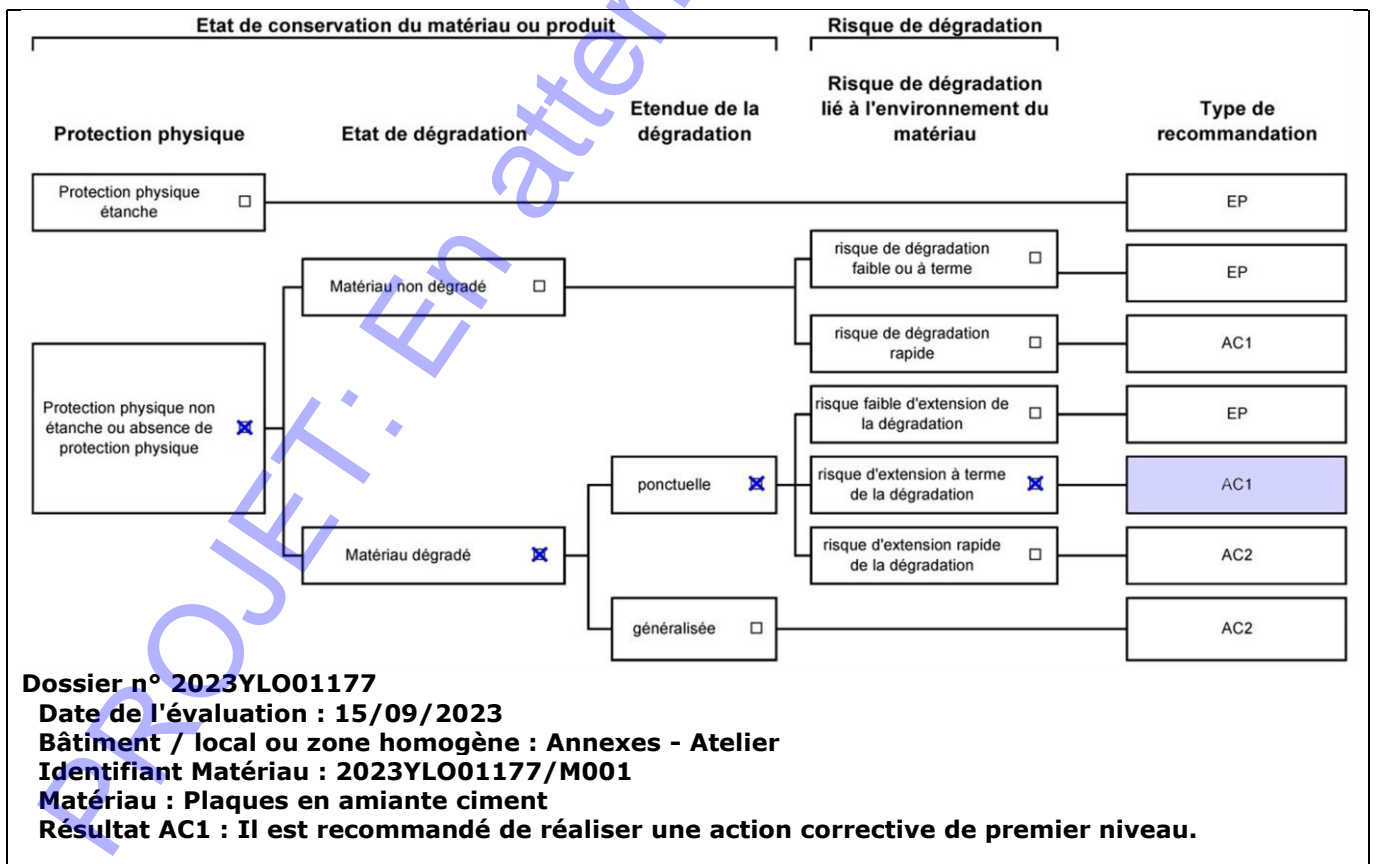 Etat de conservation du matériau ou produit
Risque de dégradation
Protection physique
Etat de dégradation
Etendue de la
dégradation
Risque de dégradation
lié à l'environnement du
matériau
Type de
recommandation
Protection physique
étanche
EP
Matériau non dégradé
risque de dégradation
faible ou à terme
EP
risque de dégradation
rapide
AC1
Protection physique non
étanche ou absence de
protection physique
risque faible d'extension de
la dégradation
EP
ponctuelle
risque d'extension à terme
de la dégradation
AC1
Matériau dégradé
risque d'extension rapide
de la dégradation
AC2
généralisée
AC2
Dossier n° 2023YLO01177
Date de l'évaluation : 15/09/2023
Bâtiment / local ou zone homogène : Annexes - Atelier
Identifiant Matériau : 2023YLO01177/M001
Matériau : Plaques en amiante ciment
Résultat AC1 : Il est recommandé de réaliser une action corrective de premier niveau.
PROJET: En